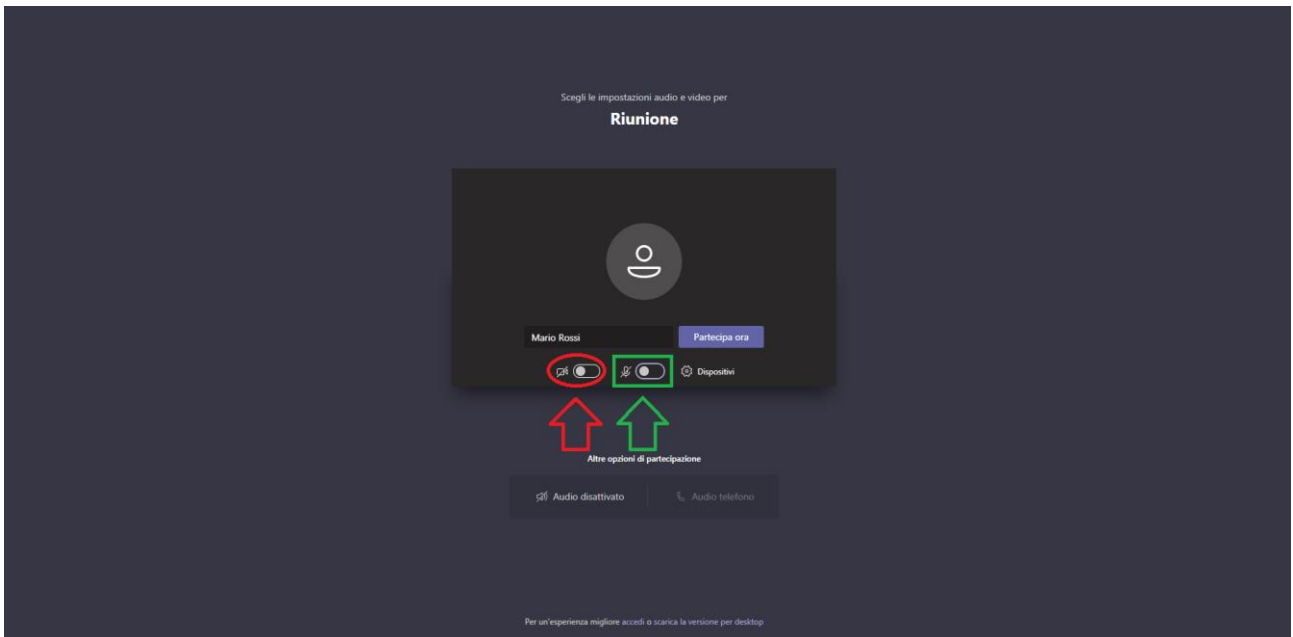 Scegli le impostazioni audio e video per
Riunione
Mario Rossi
Partecipa ora
Dispositivi
Altre opzioni di partecipazione
Audio disattivato
Audio telefono
Per un'esperienza migliore accedi o scarica la versione per desktop